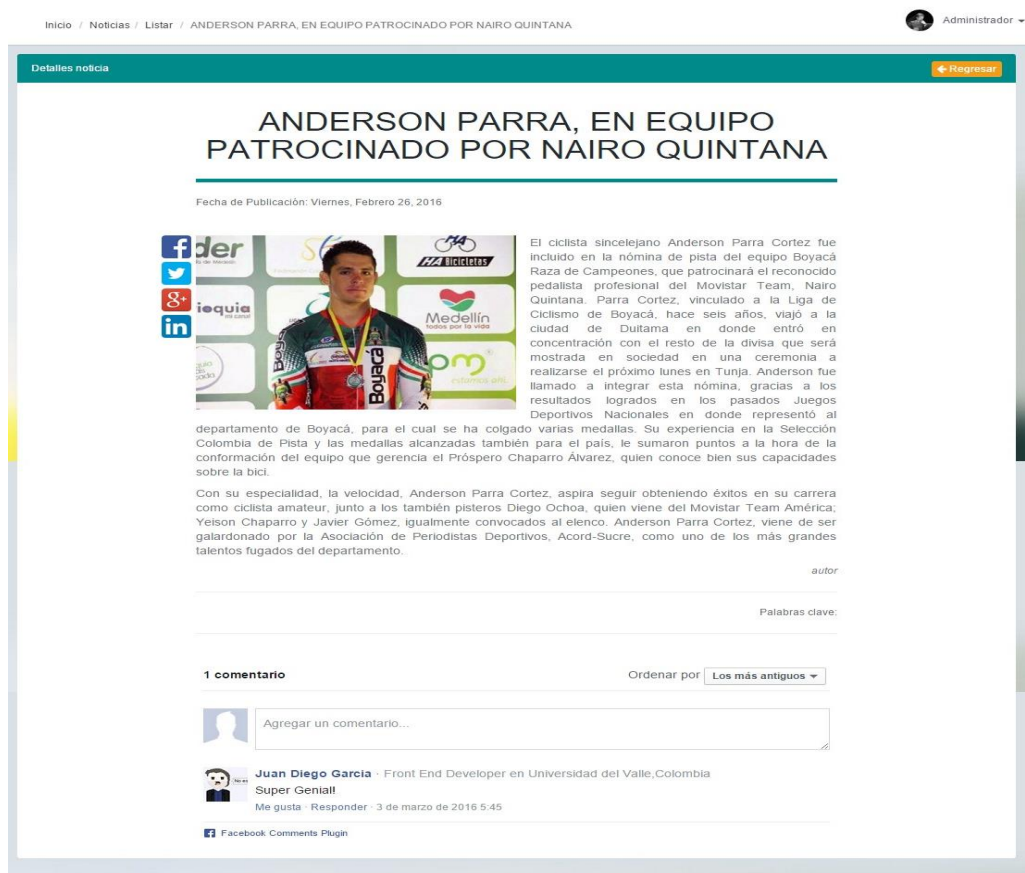 Inicio / Noticias / Listar / ANDERSON PARRA, EN EQUIPO PATROCINADO POR NAIRO QUINTANA
Administrador
Detalles noticia
Regresar
ANDERSON PARRA, EN EQUIPO
PATROCINADO POR NAIRO QUINTANA
Fecha de Publicación: Viernes, Febrero 26, 2016
der
HA Bicicletas
ioquia
Medellín
todos por la vida
Boyacá
pm
El ciclista sincelejano Anderson Parra Cortez fue
incluido en la nómina de pista del equipo Boyacá
Raza de Campeones, que patrocinará el reconocido
pedalista profesional del Movistar Team, Nairo
Quintana. Parra Cortez, vinculado a la Liga de
Ciclismo de Boyacá, hace seis años, viajó a la
ciudad de Duitama en donde entró en
concentración con el resto de la divisa que será
mostrada en sociedad en una ceremonia a
realizarse el próximo lunes en Tunja. Anderson fue
llamado a integrar esta nómina, gracias a los
resultados logrados en los pasados Juegos
Deportivos Nacionales en donde representó al
departamento de Boyacá, para el cual se ha colgado varias medallas. Su experiencia en la Selección
Colombia de Pista y las medallas alcanzadas también para el país, le sumaron puntos a la hora de la
conformación del equipo que gerencia el Próspero Chaparro Álvarez, quien conoce bien sus capacidades
sobre la bici.
Con su especialidad, la velocidad, Anderson Parra Cortez, aspira seguir obteniendo éxitos en su carrera
como ciclista amateur, junto a los también pisteros Diego Ochoa, quien viene del Movistar Team América;
Yeison Chaparro y Javier Gómez, igualmente convocados al elenco. Anderson Parra Cortez, viene de ser
galardonado por la Asociación de Periodistas Deportivos, Acord-Sucre, como uno de los más grandes
talentos fugados del departamento.
autor
Palabras clave:
1 comentario
Ordenar por Los más antiguos
Agregar un comentario...
Juan Diego Garcia · Front End Developer en Universidad del Valle,Colombia
Super Genial!
Me gusta · Responder · 3 de marzo de 2016 5:45
Facebook Comments Plugin